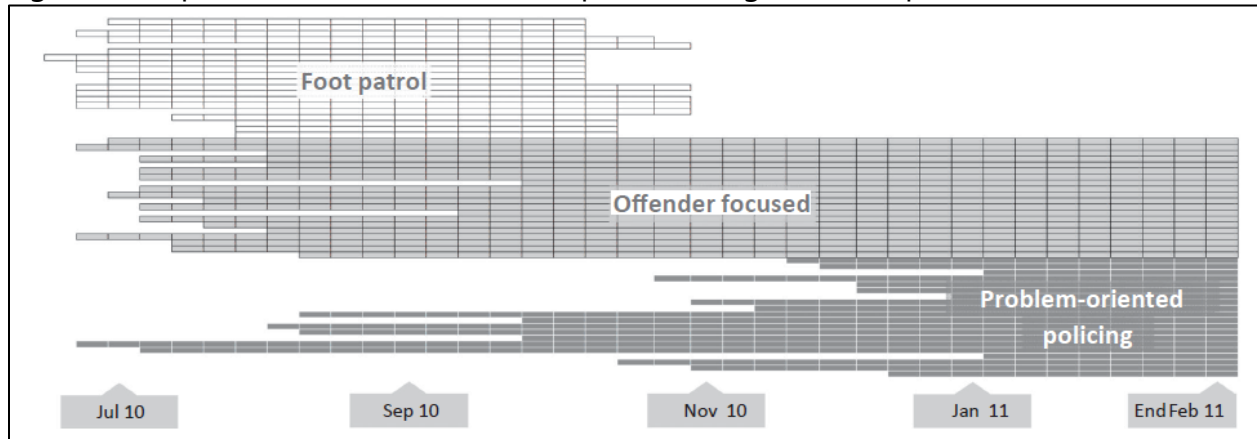 Foot patrol
Offender focused
Problem-oriented
policing
Jul 10
Sep 10
Nov 10
Jan 11
End Feb 11